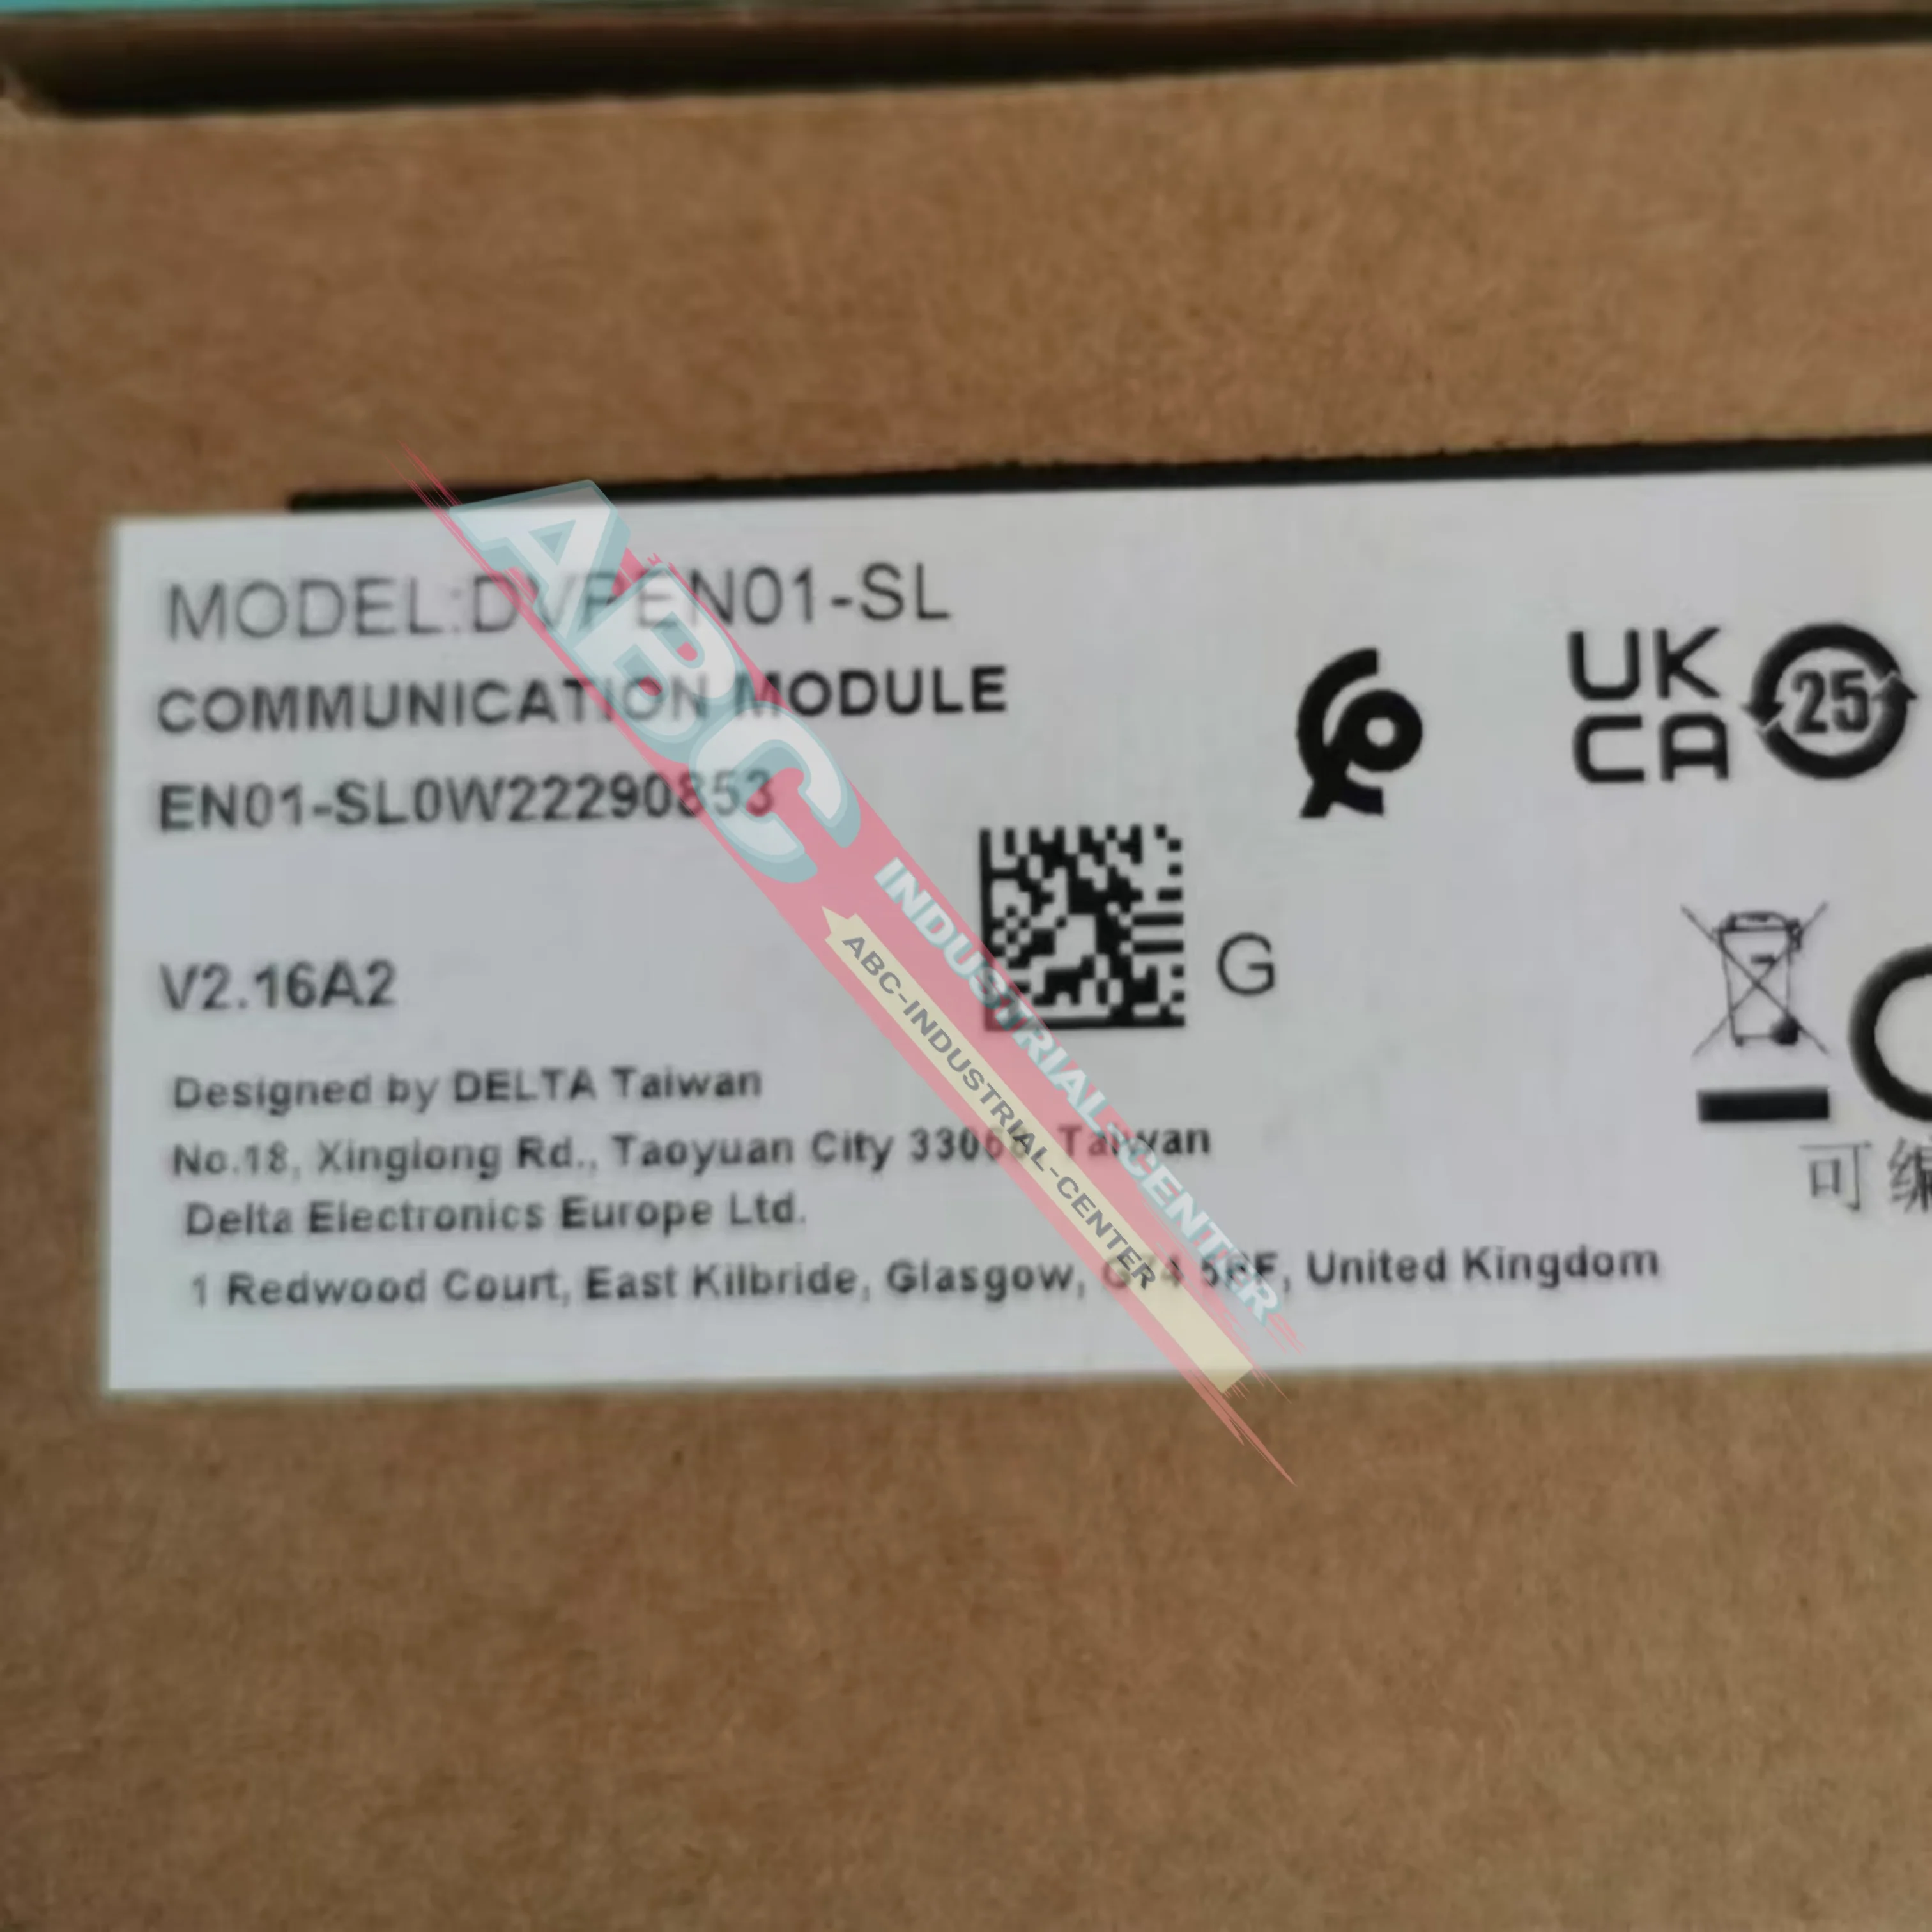 MODEL:DVPEN01-SL
COMMUNICATION MODULE
EN01-SL0W22290853
V2.16A2
G
Designed by DELTA Taiwan
No.18, Xinglong Rd., Taoyuan City Taiwan
Delta Electronics Europe Ltd.
1 Redwood Court, East Kilbride, Glasgow, United Kingdom
UK
CA
25
可编
ABC
INDUSTRIAL-CENTER
ABC-INDUSTRIAL-CENTER